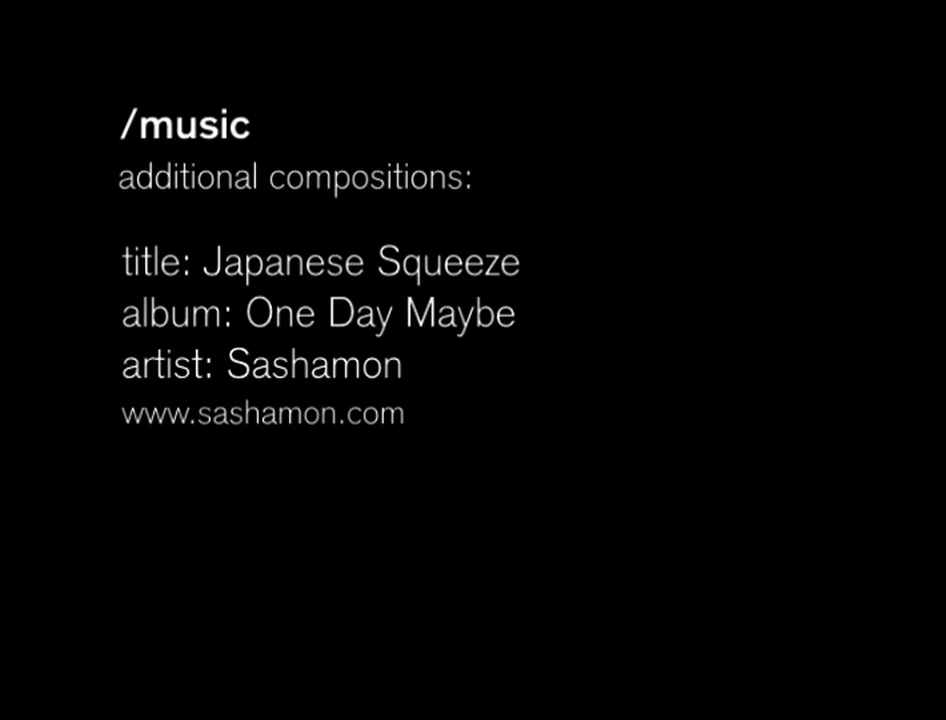 /music
additional compositions:
title: Japanese Squeeze
album: One Day Maybe
artist: Sashamon
www.sashamon.com